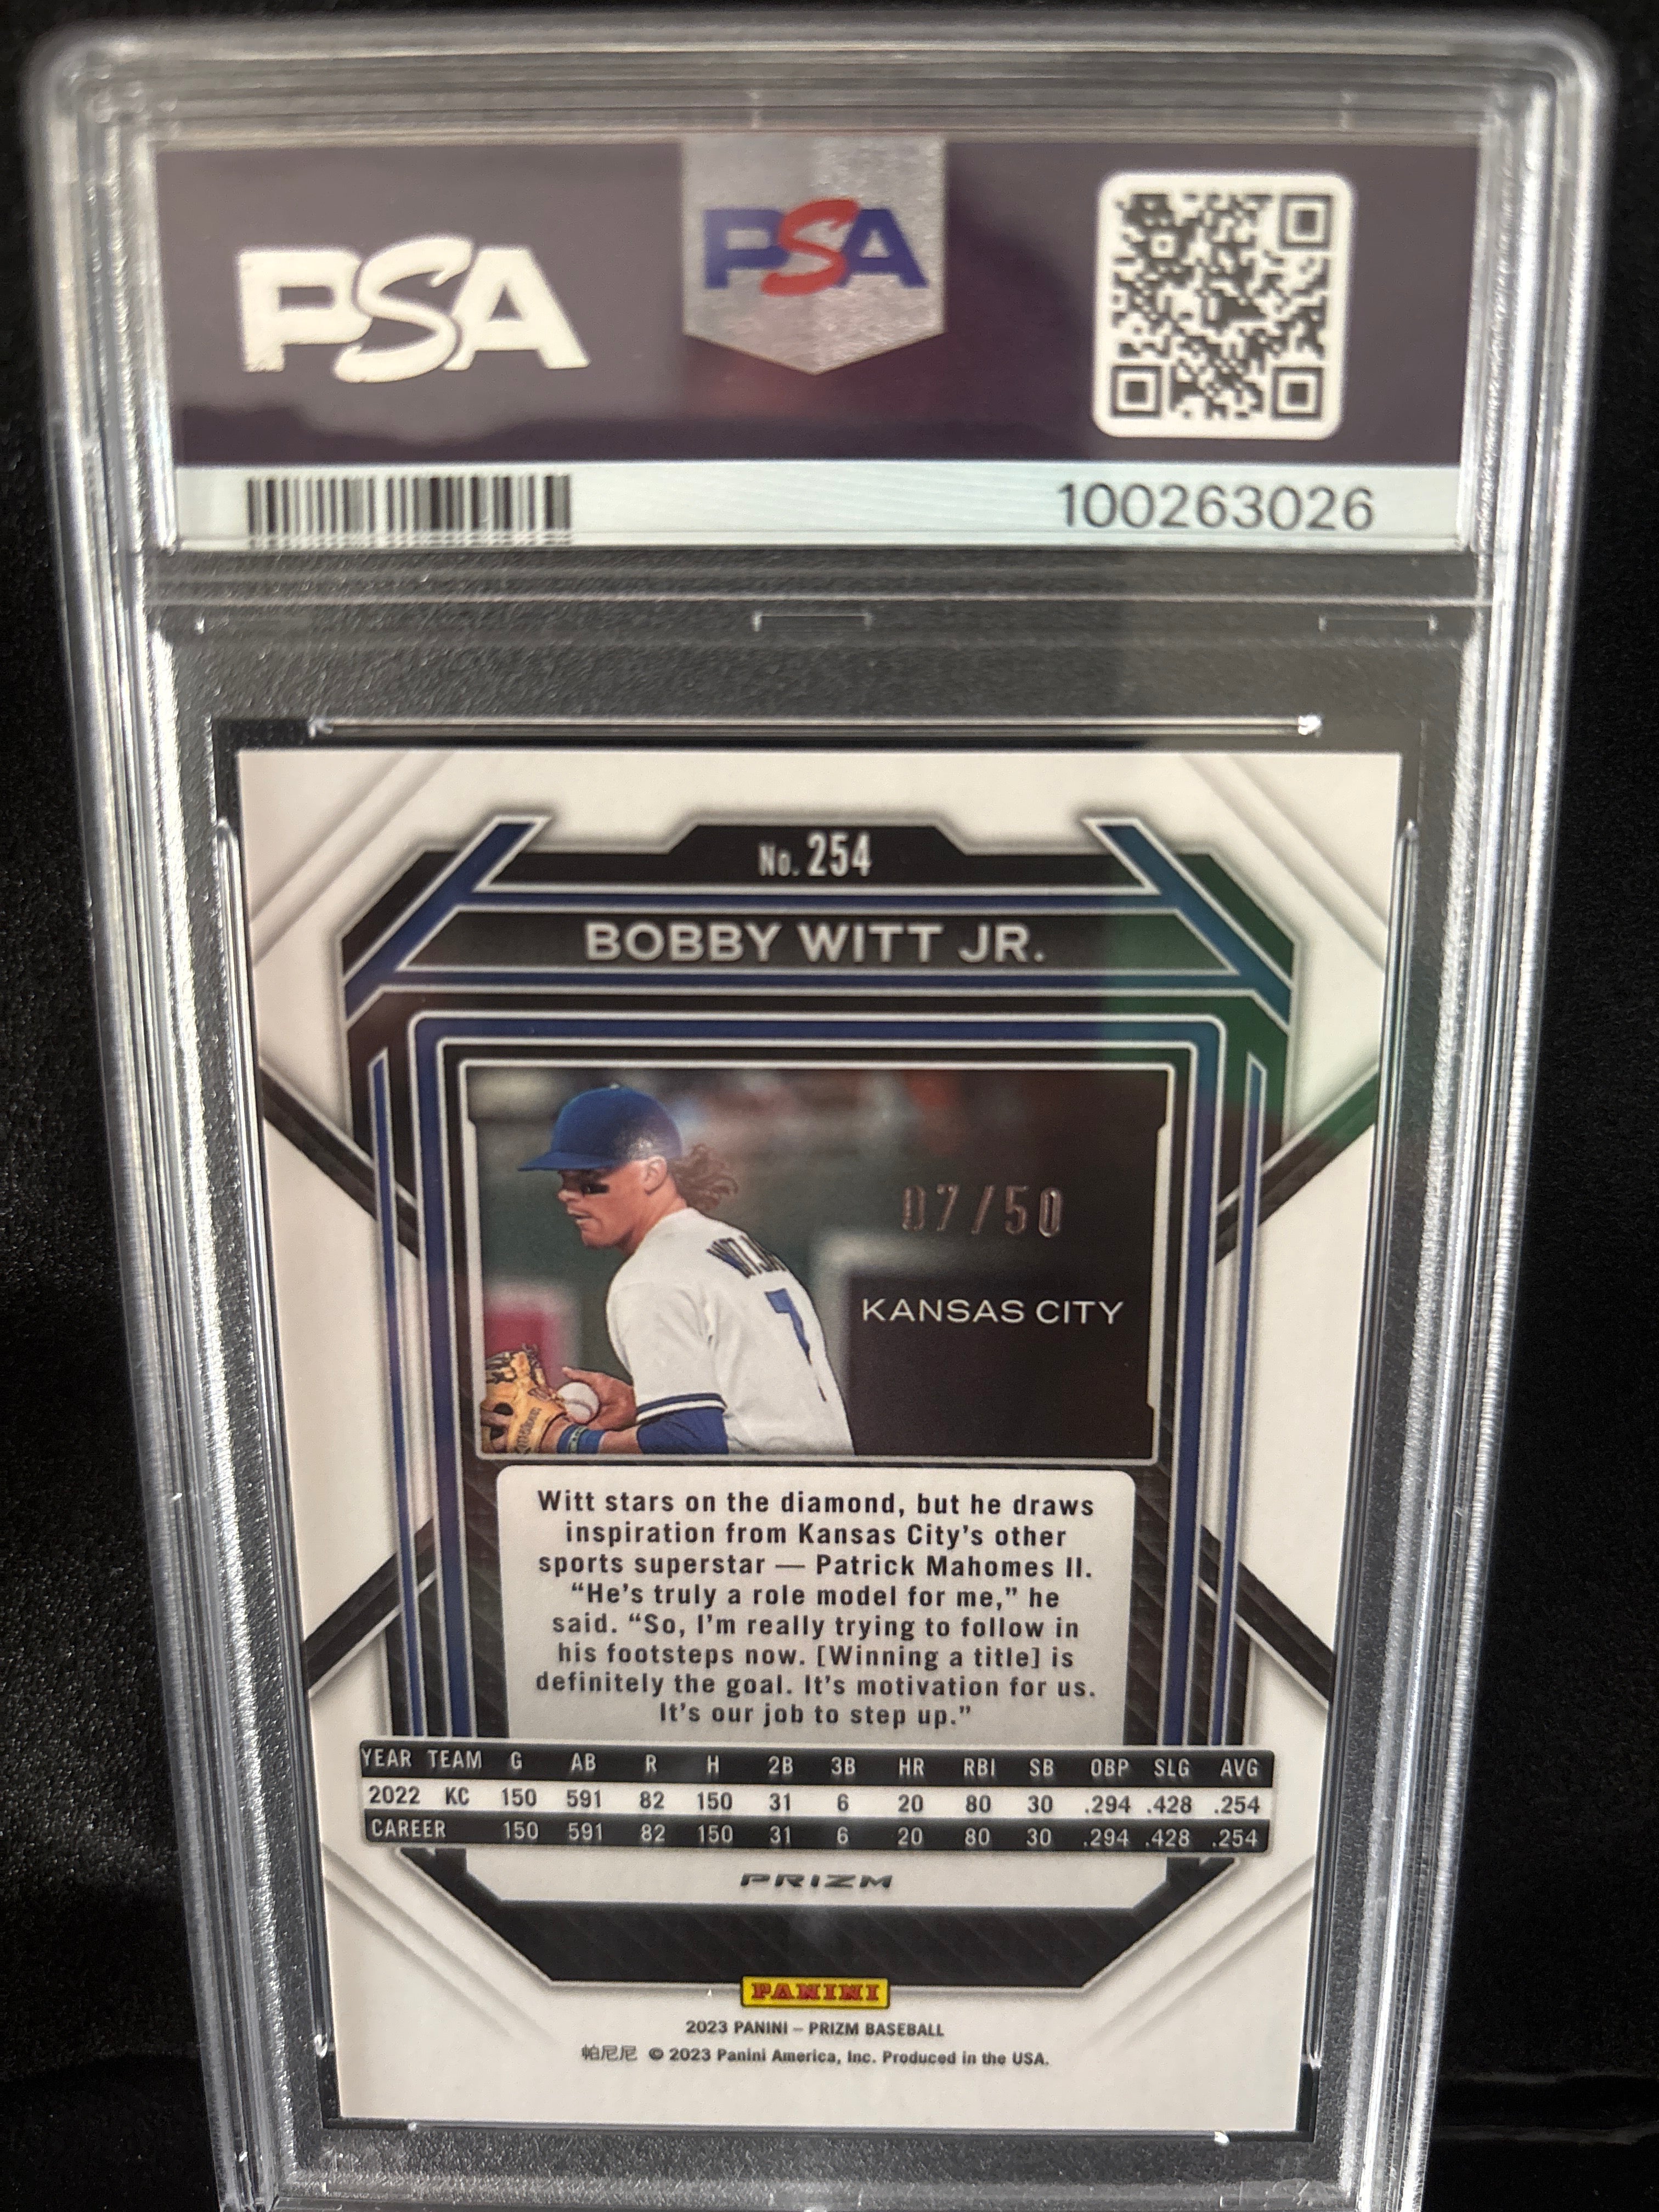 PSA
PSA
100263026
No. 254
BOBBY WITT JR.
07/50
7
KANSAS CITY
Witt stars on the diamond, but he draws
inspiration from Kansas City's other
sports superstar — Patrick Mahomes II.
“He's truly a role model for me,” he
said. “So, I'm really trying to follow in
his footsteps now. [Winning a title] is
definitely the goal. It's motivation for us.
It's our job to step up.”
YEAR TEAM G AB R H 2B 3B HR RBI SB OBP SLG AVG
2022 KC 150 591 82 150 31 6 20 80 30 .294 .428 .254
CAREER 150 591 82 150 31 6 20 80 30 .294 .428 .254
PRIZM
PANINI
2023 PANINI – PRIZM BASEBALL
帕尼尼 © 2023 Panini America, Inc. Produced in the USA.